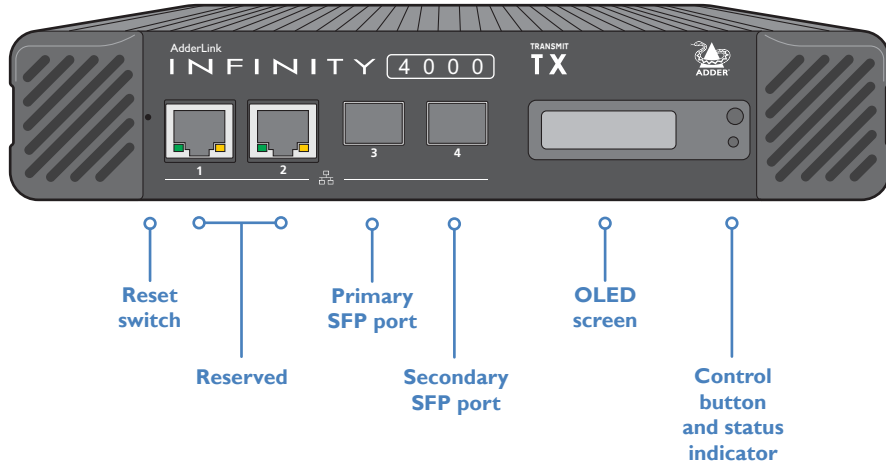 AdderLink
INFINITY 4000
TRANSMIT
TX
ADDER
1
2
3
4
Reset
switch
Reserved
Primary
SFP port
Secondary
SFP port
OLED
screen
Control
button
and status
indicator